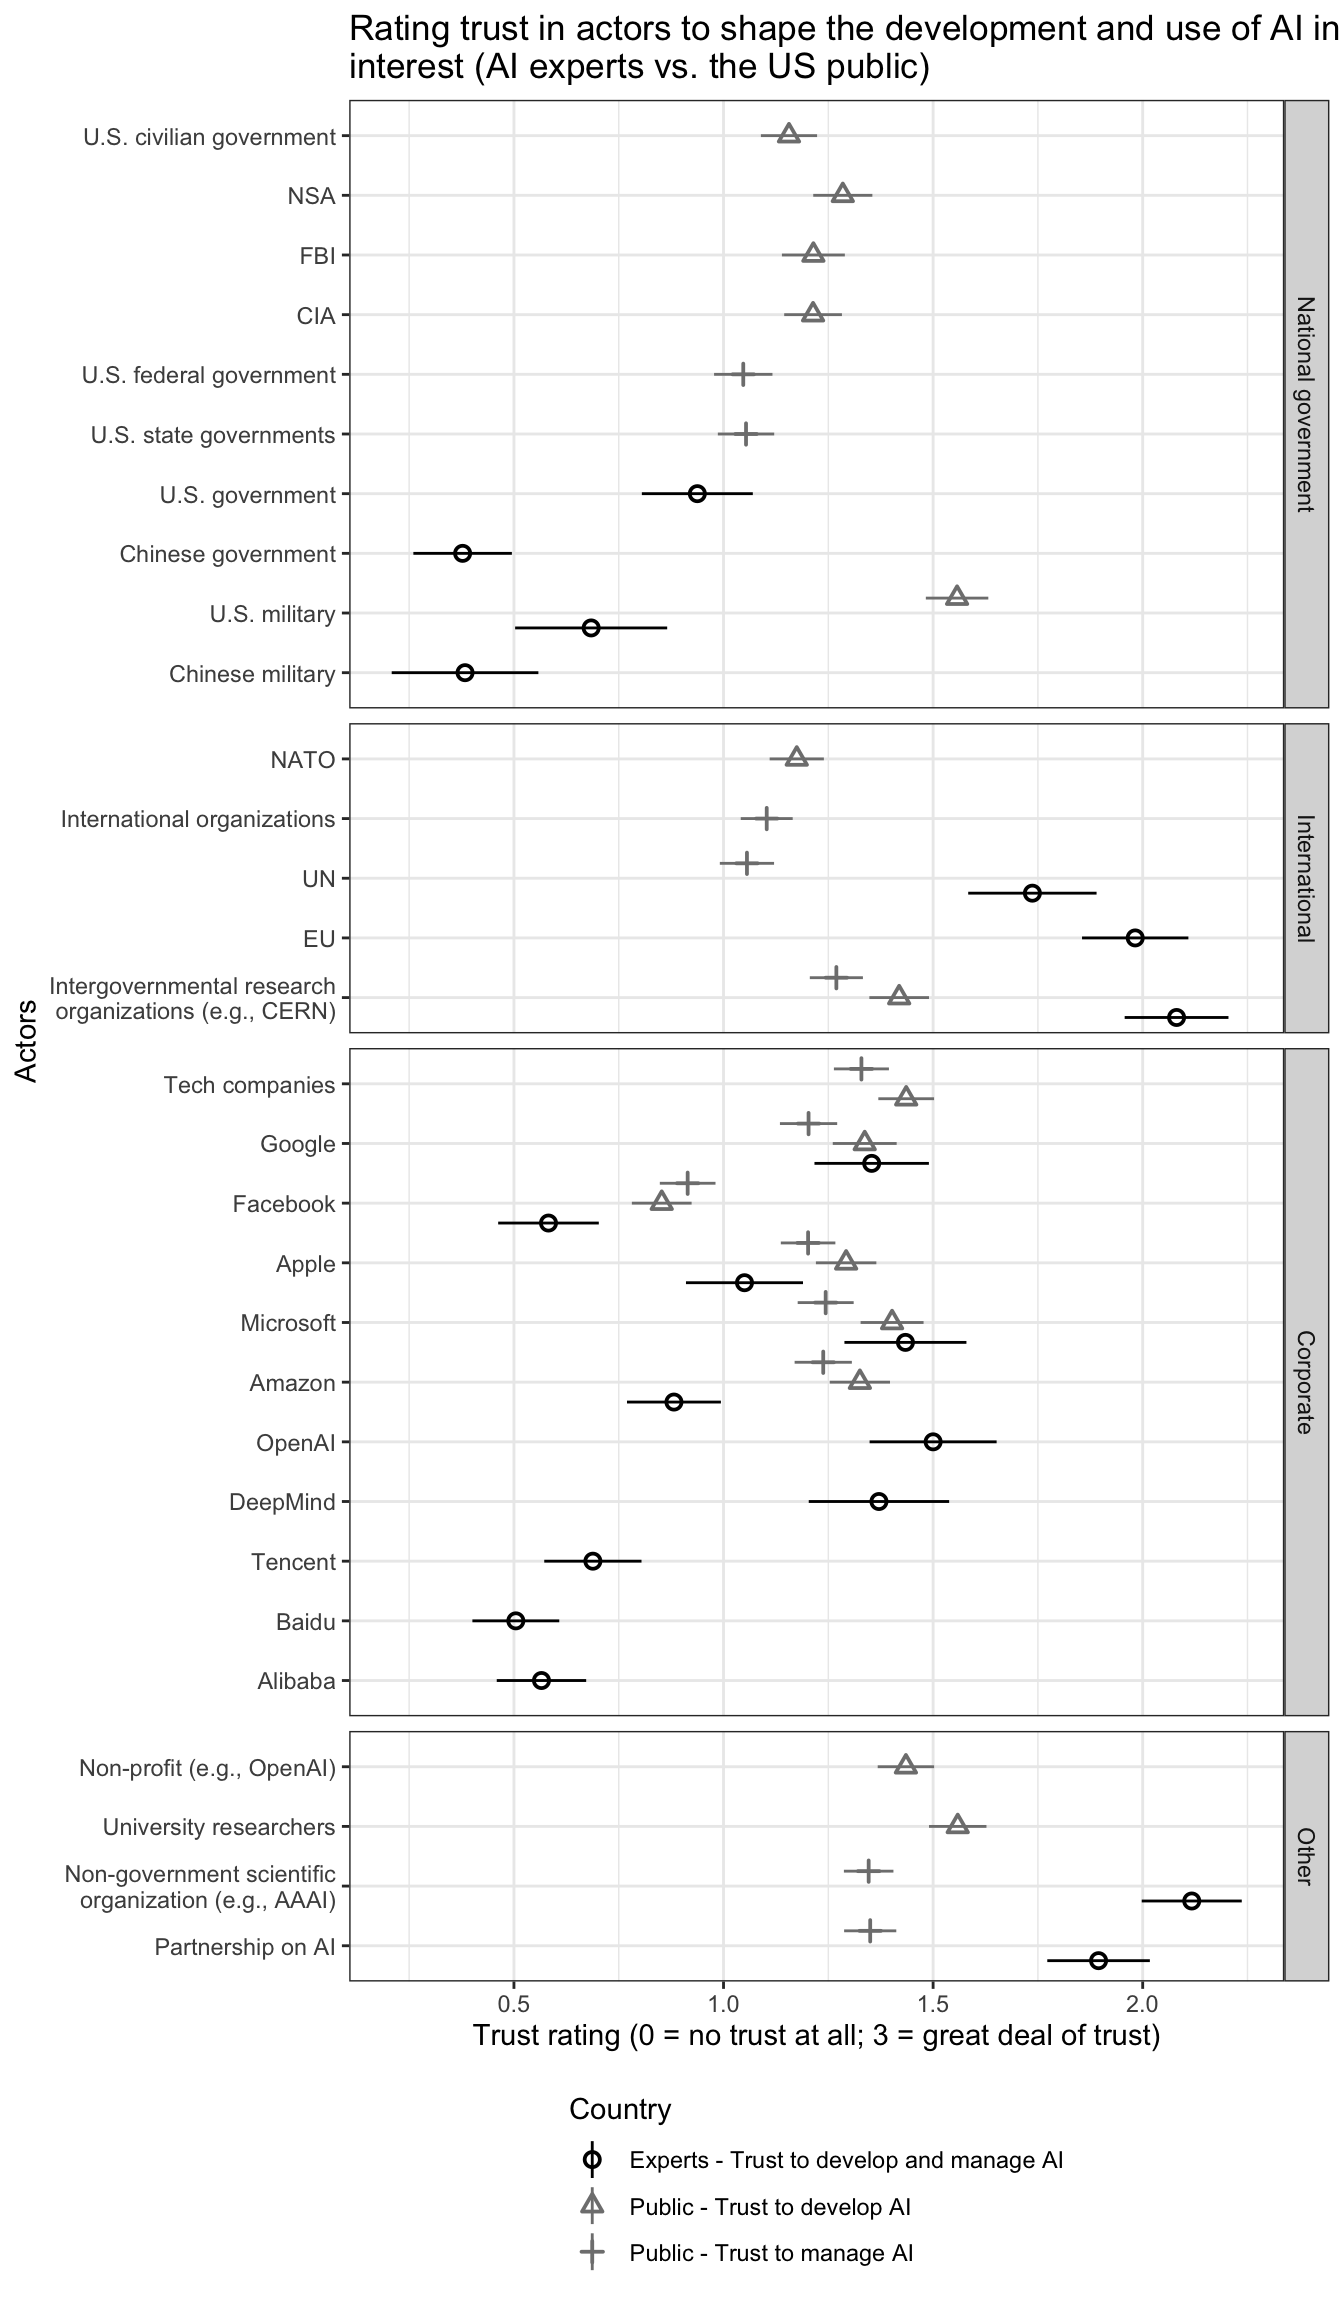 Rating trust in actors to shape the development and use of AI in
interest (AI experts vs. the US public)
U.S. civilian government
NSA
FBI
CIA
U.S. federal government
U.S. state governments
U.S. government
Chinese government
U.S. military
Chinese military
National government
NATO
International organizations
UN
EU
Intergovernmental research
organizations (e.g., CERN)
International
Actors
Tech companies
Google
Facebook
Apple
Microsoft
Amazon
OpenAI
DeepMind
Tencent
Baidu
Alibaba
Corporate
Non-profit (e.g., OpenAI)
University researchers
Non-government scientific
organization (e.g., AAAI)
Partnership on AI
Other
0.5 1.0 1.5 2.0
Trust rating (0 = no trust at all; 3 = great deal of trust)
Country
Experts - Trust to develop and manage AI
Public - Trust to develop AI
Public - Trust to manage AI